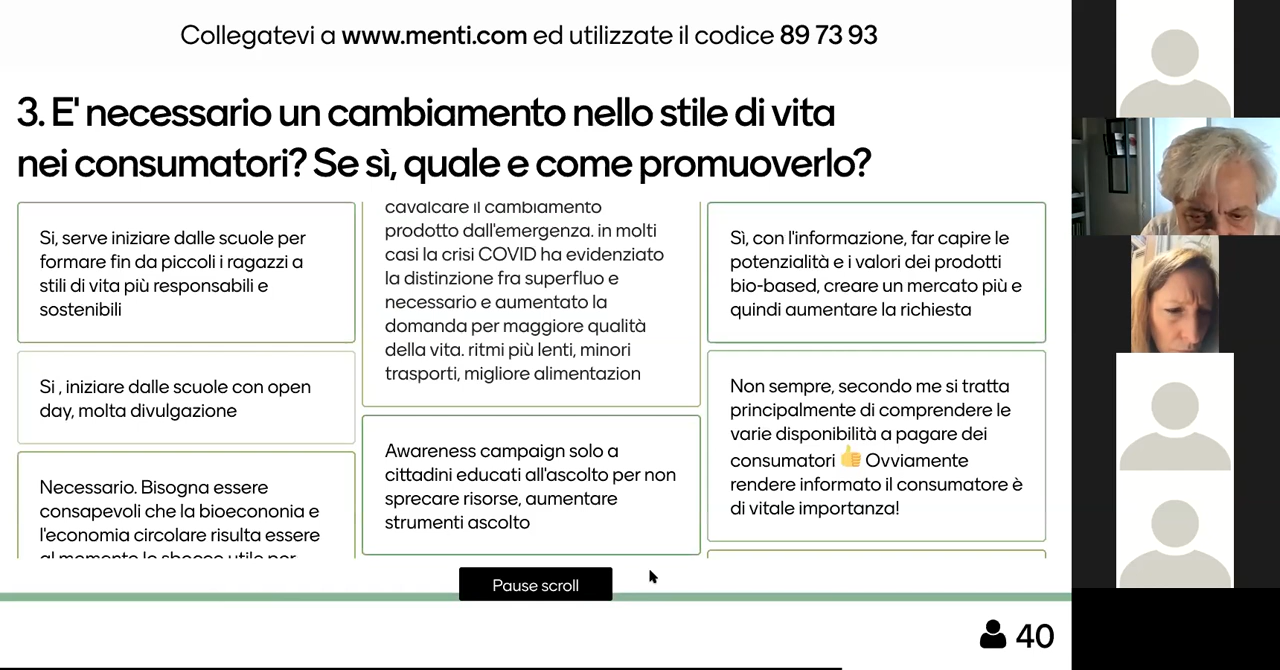 Collegatevi a www.menti.com ed utilizzate il codice 89 73 93
3. E' necessario un cambiamento nello stile di vita
nei consumatori? Se sì, quale e come promuoverlo?
Si, serve iniziare dalle scuole per
formare fin da piccoli i ragazzi a
stili di vita più responsabili e
sostenibili
Si , iniziare dalle scuole con open
day, molta divulgazione
Necessario. Bisogna essere
consapevoli che la bioeconomia e
l'economia circolare risulta essere
al momento lo sbocco utile per
cavalcare il cambiamento
prodotto dall'emergenza. in molti
casi la crisi COVID ha evidenziato
la distinzione fra superfluo e
necessario e aumentato la
domanda per maggiore qualità
della vita. ritmi più lenti, minori
trasporti, migliore alimentazion
Awareness campaign solo a
cittadini educati all'ascolto per non
sprecare risorse, aumentare
strumenti ascolto
Sì, con l'informazione, far capire le
potenzialità e i valori dei prodotti
bio-based, creare un mercato più e
quindi aumentare la richiesta
Non sempre, secondo me si tratta
principalmente di comprendere le
varie disponibilità a pagare dei
consumatori 👍 Ovviamente
rendere informato il consumatore è
di vitale importanza!
Pause scroll
40